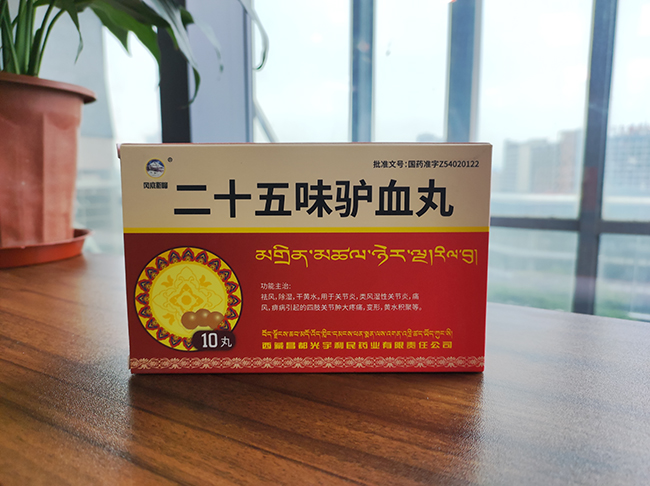 批准文号:国药准字Z54020122
®
二十五味驴血丸
མགྲིན་མཚལ་ཉེར་ལྔ།རིལ་བུ།
功能主治:
祛风,除湿,干黄水。用于关节炎,类风湿性关节炎,痛
风,痹病引起的四肢关节肿大疼痛,变形,黄水积聚等。
10丸
西藏昌都光宇利民药业有限责任公司